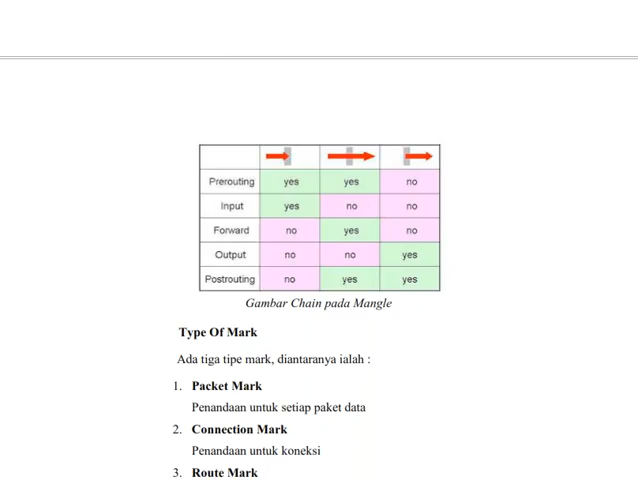 Prerouting yes yes no
Input yes no no
Forward no yes no
Output no no yes
Postrouting no yes yes
Gambar Chain pada Mangle
Type Of Mark
Ada tiga tipe mark, diantaranya ialah :
1. Packet Mark
Penandaan untuk setiap paket data
2. Connection Mark
Penandaan untuk koneksi
3. Route Mark